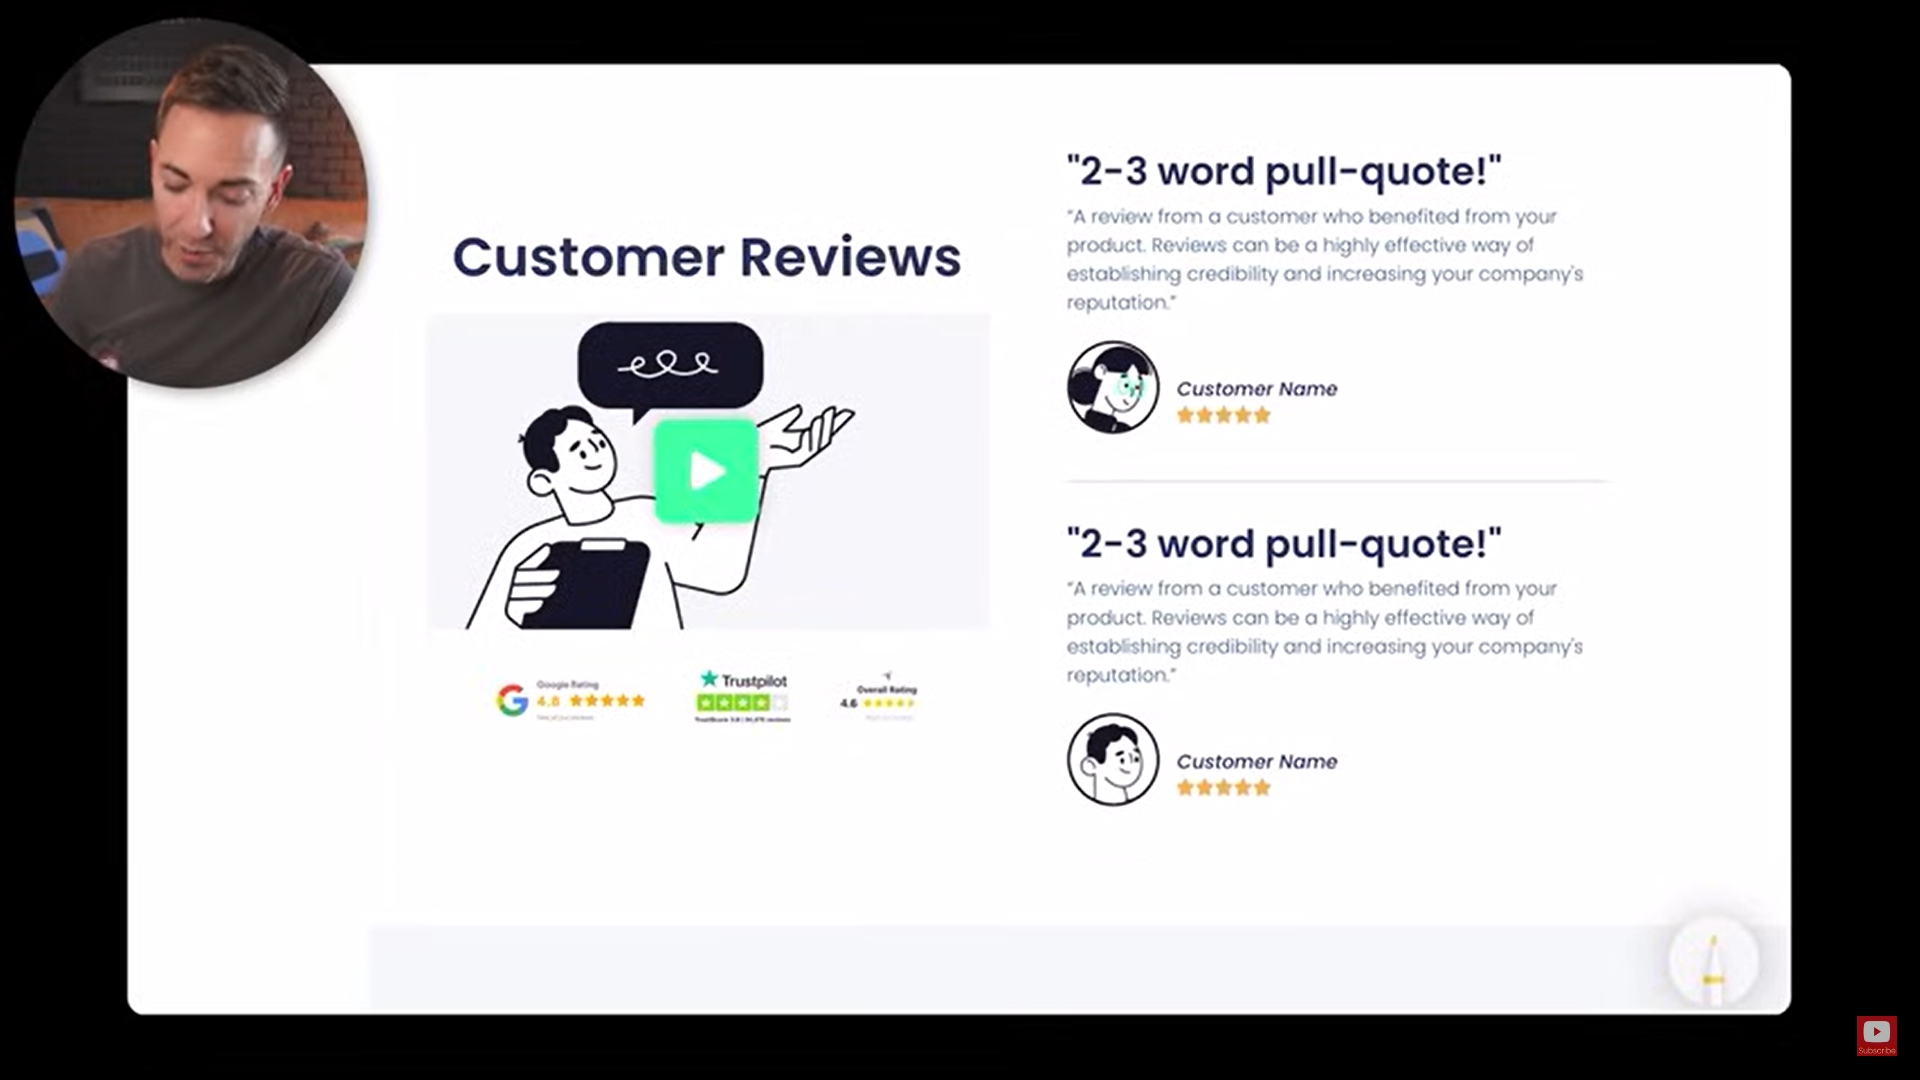 Customer Reviews
Google Rating
4.8
Trustpilot
Overall Rating
4.6
"2-3 word pull-quote!"
“A review from a customer who benefited from your
product. Reviews can be a highly effective way of
establishing credibility and increasing your company's
reputation.”
Customer Name
"2-3 word pull-quote!"
“A review from a customer who benefited from your
product. Reviews can be a highly effective way of
establishing credibility and increasing your company's
reputation.”
Customer Name
Subscribe